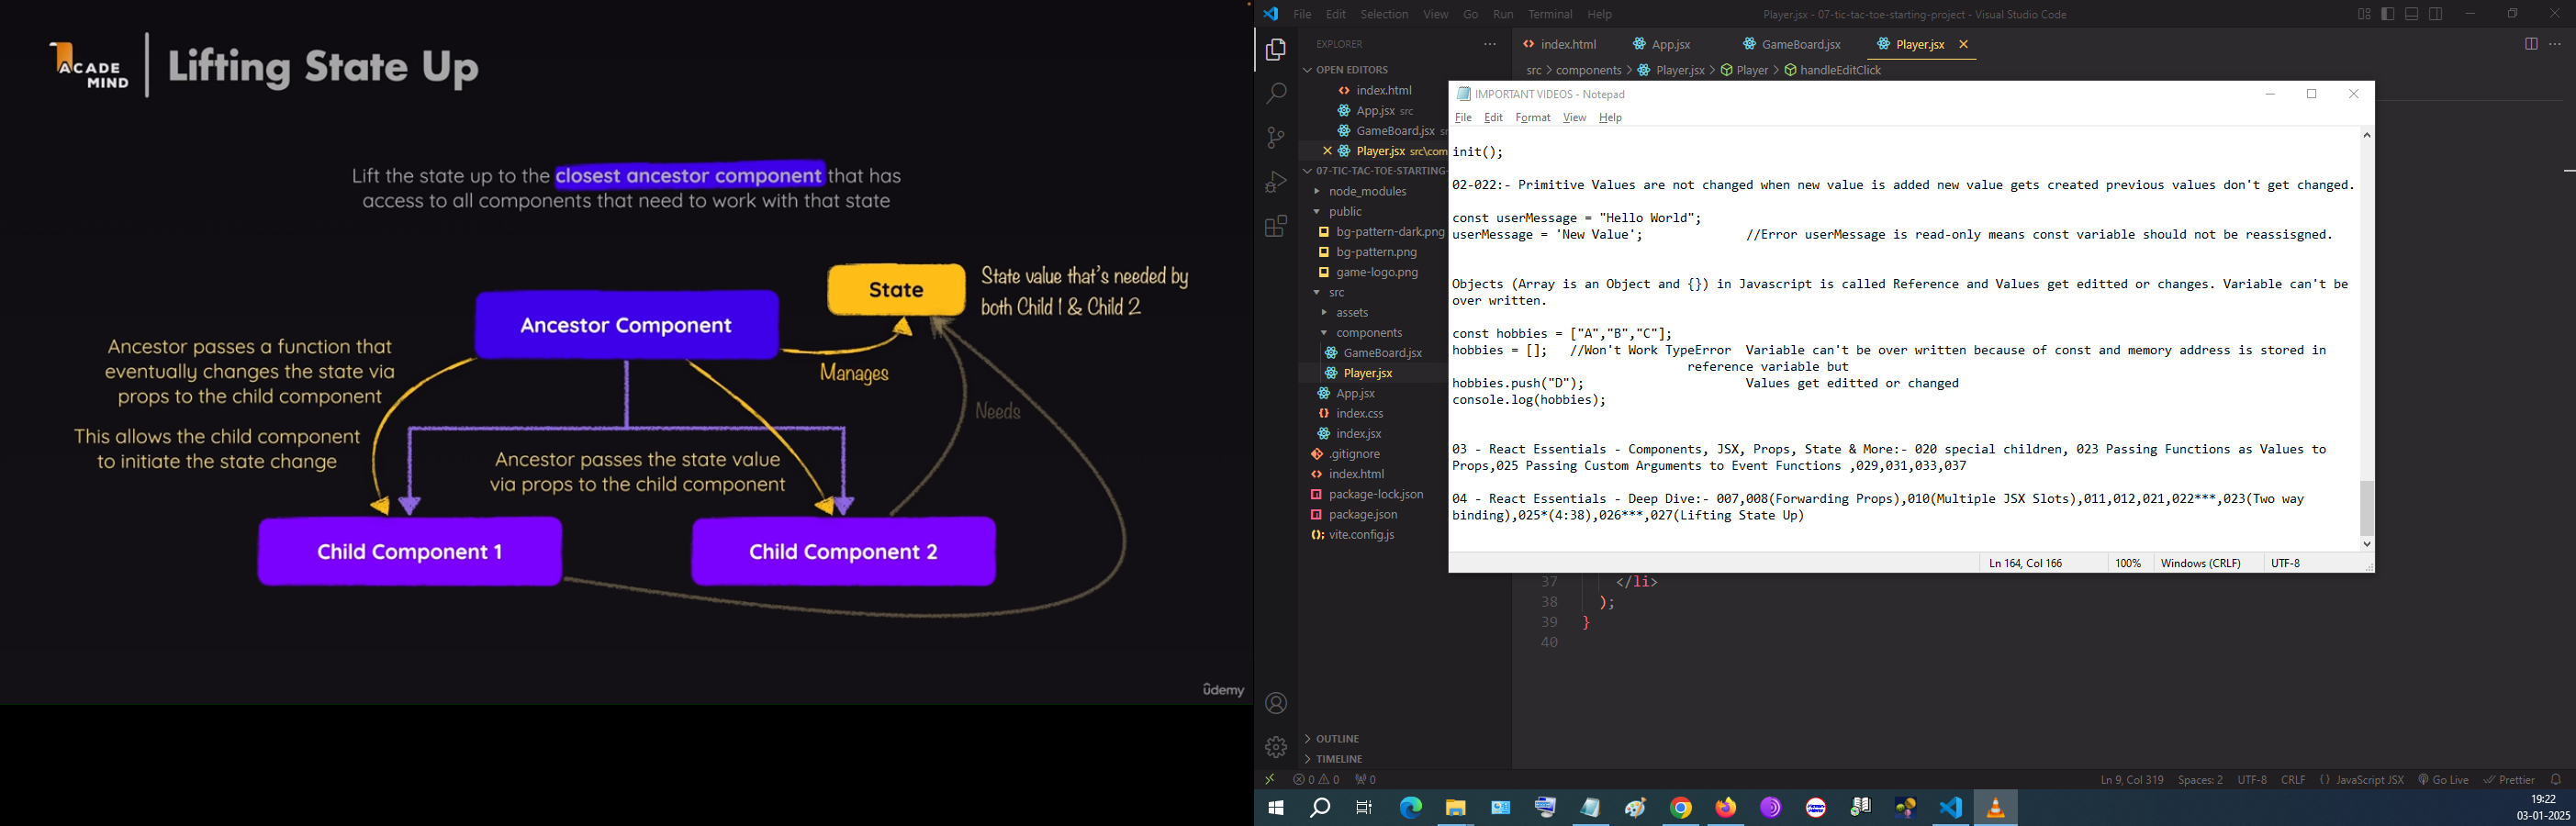 ACADE
MIND
Lifting State Up
Lift the state up to the closest ancestor component that has
access to all components that need to work with that state
State
State value that's needed by
both Child 1 & Child 2
Ancestor Component
Manages
Ancestor passes a function that
eventually changes the state via
props to the child component
This allows the child component
to initiate the state change
Needs
Ancestor passes the state value
via props to the child component
Child Component 1
Child Component 2
udemy
File Edit Selection View Go Run Terminal Help
Player.jsx - 07-tic-tac-toe-starting-project - Visual Studio Code
EXPLORER
OPEN EDITORS
index.html
App.jsx src
GameBoard.jsx
Player.jsx src\com
07-TIC-TAC-TOE-STARTING-
node_modules
public
bg-pattern-dark.png
bg-pattern.png
game-logo.png
src
assets
components
GameBoard.jsx
Player.jsx
App.jsx
index.css
index.jsx
.gitignore
index.html
package-lock.json
package.json
vite.config.js
OUTLINE
TIMELINE
index.html
App.jsx
GameBoard.jsx
Player.jsx
src > components > Player.jsx > Player > handleEditClick
IMPORTANT VIDEOS - Notepad
File Edit Format View Help
init();
02-022:- Primitive Values are not changed when new value is added new value gets created previous values don't get changed.
const userMessage = "Hello World";
userMessage = 'New Value'; //Error userMessage is read-only means const variable should not be reassisgned.
Objects (Array is an Object and {}) in Javascript is called Reference and Values get editted or changes. Variable can't be
over written.
const hobbies = ["A","B","C"];
hobbies = []; //Won't Work TypeError Variable can't be over written because of const and memory address is stored in
reference variable but
hobbies.push("D"); Values get editted or changed
console.log(hobbies);
03 - React Essentials - Components, JSX, Props, State & More:- 020 special children, 023 Passing Functions as Values to
Props,025 Passing Custom Arguments to Event Functions ,029,031,033,037
04 - React Essentials - Deep Dive:- 007,008(Forwarding Props),010(Multiple JSX Slots),011,012,021,022***,023(Two way
binding),025*(4:38),026***,027(Lifting State Up)
Ln 164, Col 166 100% Windows (CRLF) UTF-8
37 </li>
38 );
39 }
40
0 0 0
Ln 9, Col 319 Spaces: 2 UTF-8 CRLF {} JavaScript JSX Go Live Prettier
19:22
03-01-2025